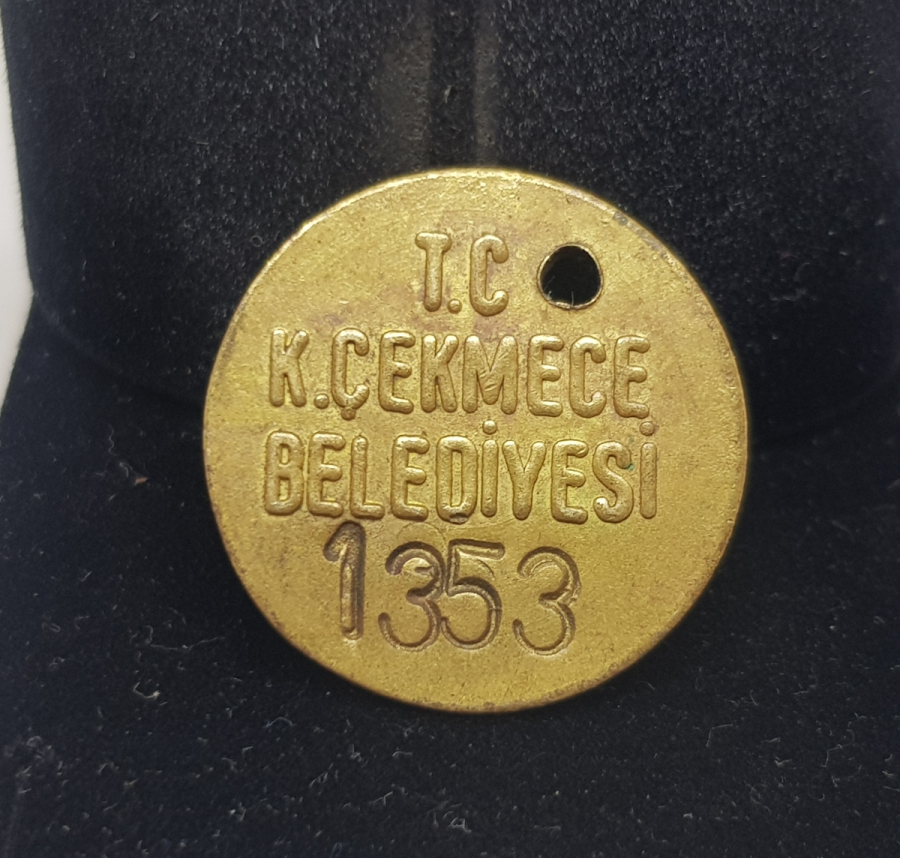 T.C
K.ÇEKMECE
BELEDİYESİ
1353